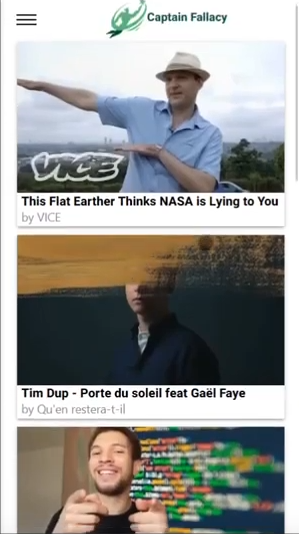 Captain Fallacy
VICE
This Flat Earther Thinks NASA is Lying to You
by VICE
Tim Dup - Porte du soleil feat Gaël Faye
by Qu'en restera-t-il